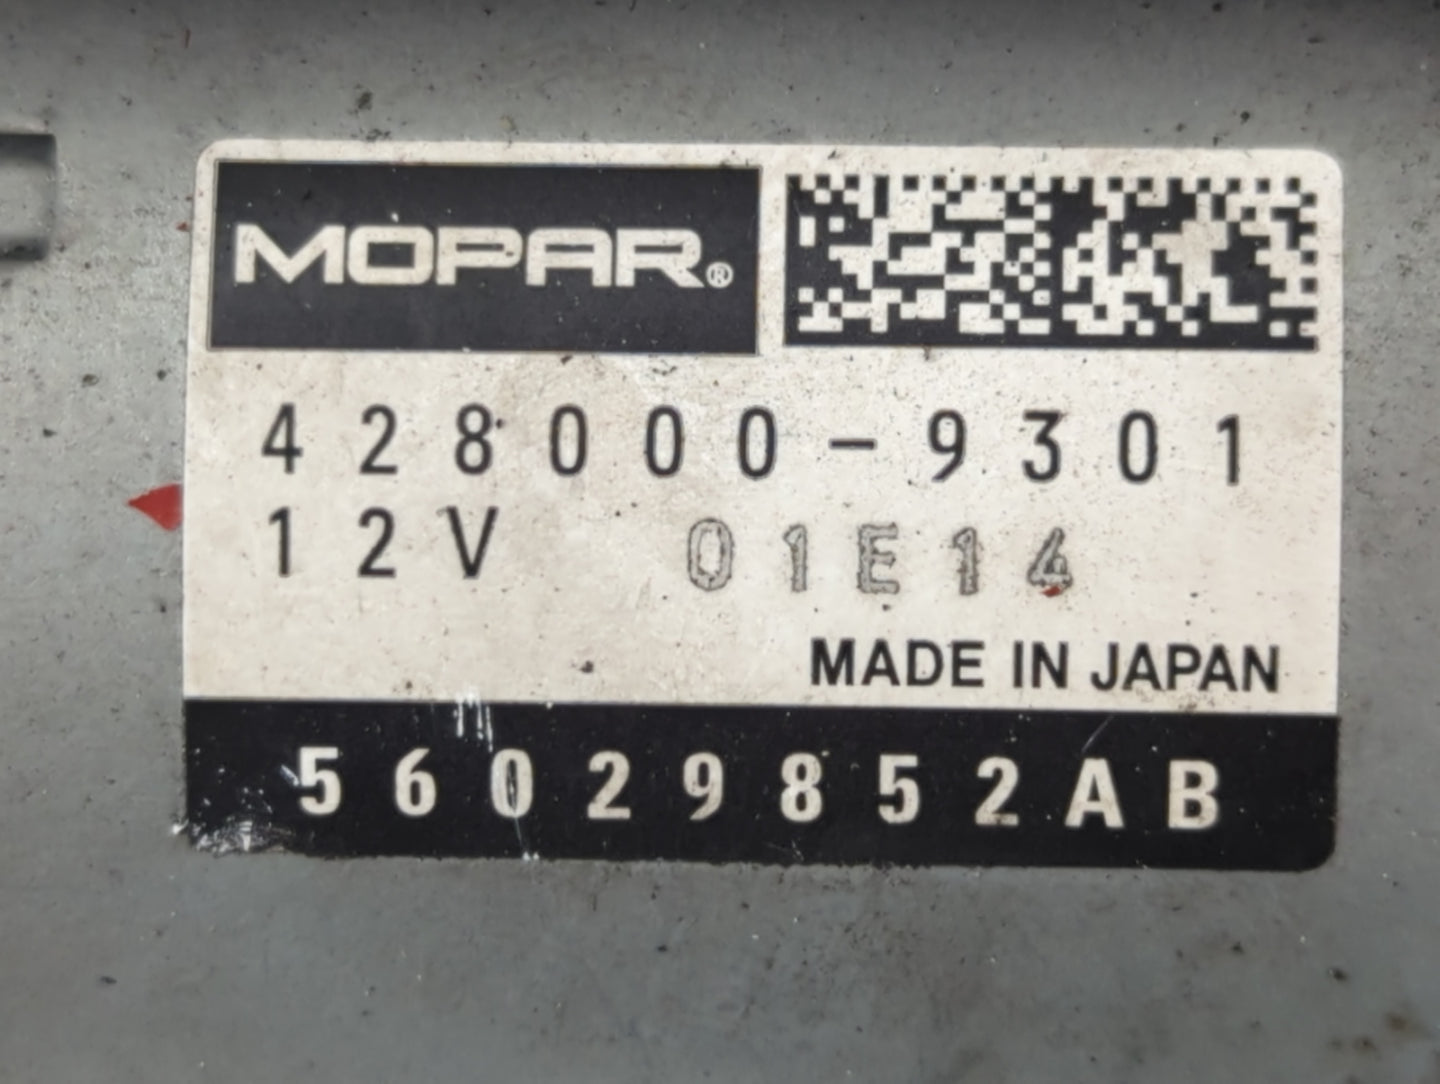 MOPAR®
428000-9301
12V 01E14
MADE IN JAPAN
56029852AB